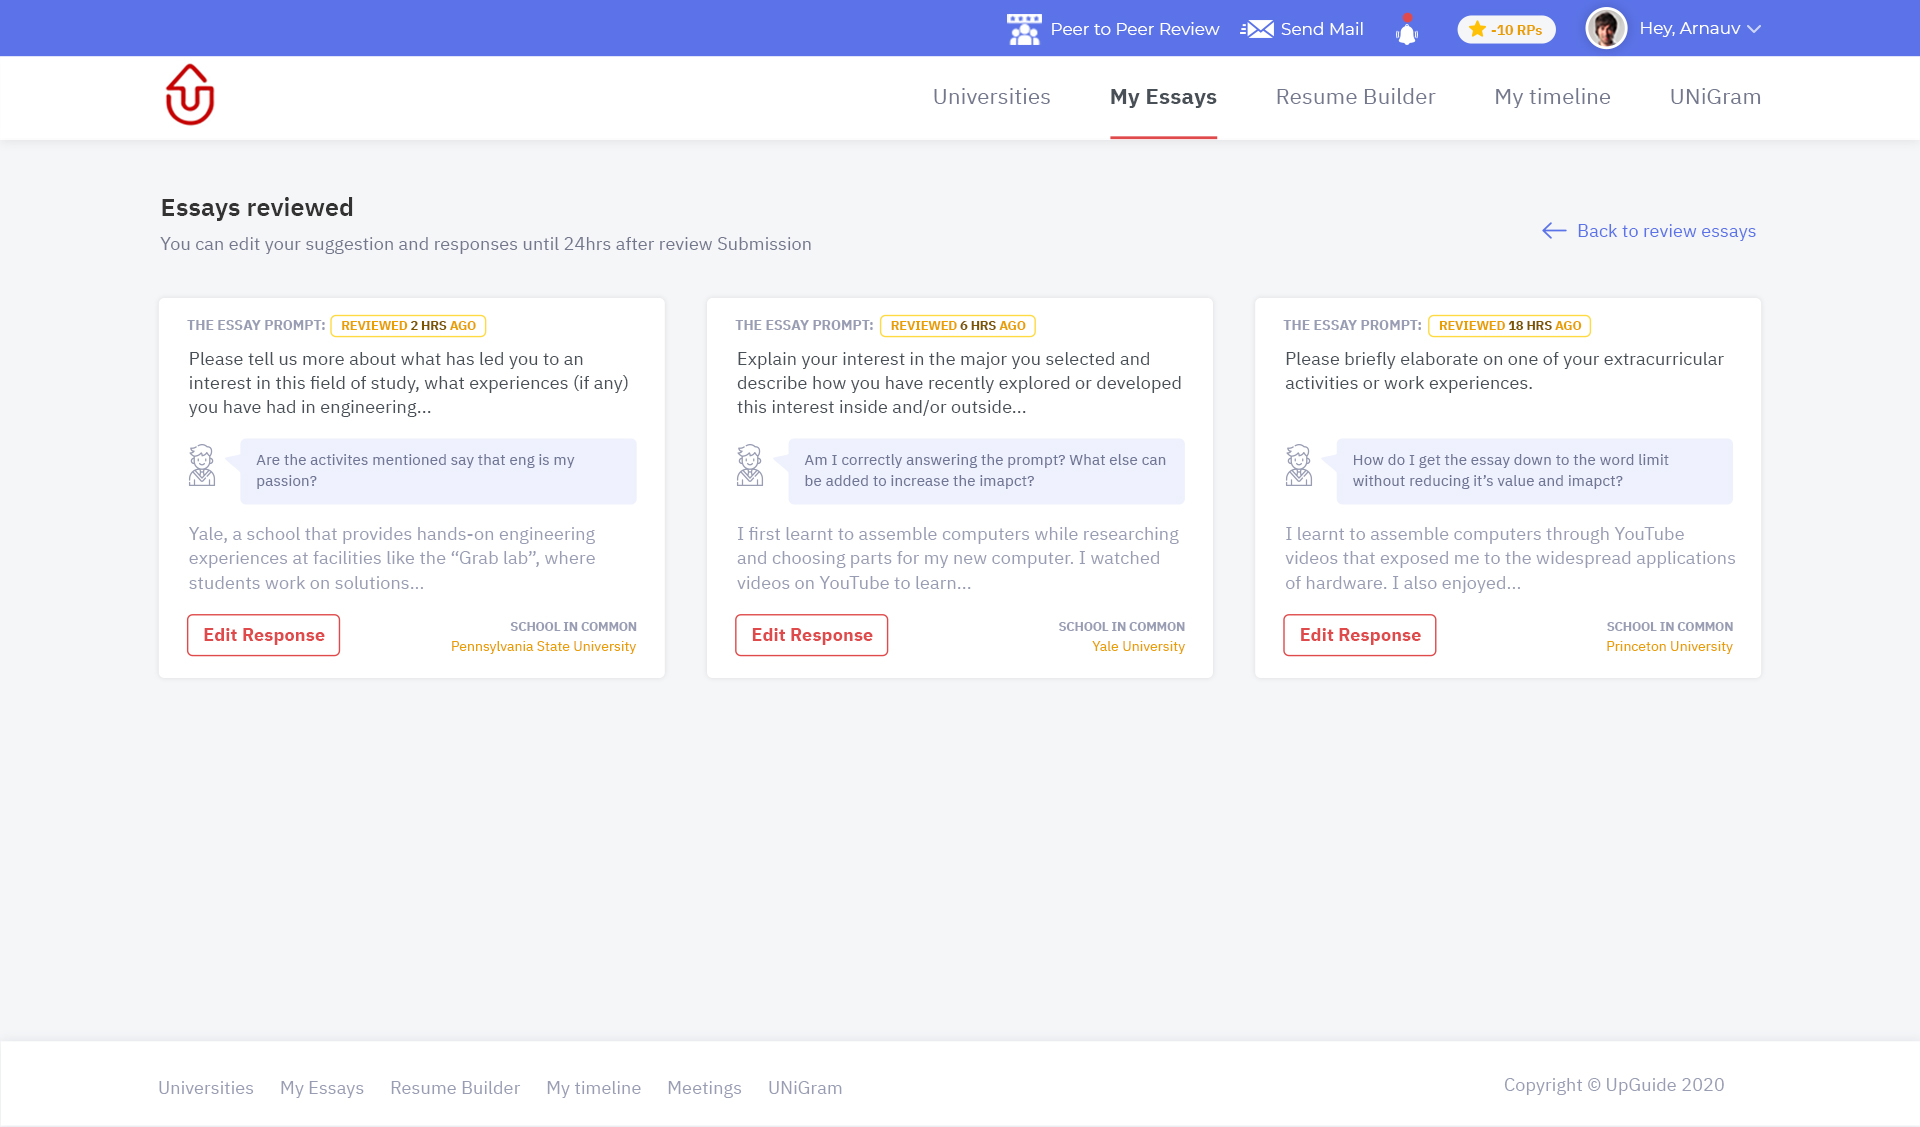 Peer to Peer Review
Send Mail
-10 RPs
Hey, Arnauv
Universities
My Essays
Resume Builder
My timeline
UNiGram
Essays reviewed
You can edit your suggestion and responses until 24hrs after review Submission
Back to review essays
THE ESSAY PROMPT: REVIEWED 2 HRS AGO
Please tell us more about what has led you to an
interest in this field of study, what experiences (if any)
you have had in engineering...
Are the activites mentioned say that eng is my
passion?
Yale, a school that provides hands-on engineering
experiences at facilities like the “Grab lab”, where
students work on solutions...
Edit Response
SCHOOL IN COMMON
Pennsylvania State University
THE ESSAY PROMPT: REVIEWED 6 HRS AGO
Explain your interest in the major you selected and
describe how you have recently explored or developed
this interest inside and/or outside...
Am I correctly answering the prompt? What else can
be added to increase the imapct?
I first learnt to assemble computers while researching
and choosing parts for my new computer. I watched
videos on YouTube to learn...
Edit Response
SCHOOL IN COMMON
Yale University
THE ESSAY PROMPT: REVIEWED 18 HRS AGO
Please briefly elaborate on one of your extracurricular
activities or work experiences.
How do I get the essay down to the word limit
without reducing it’s value and imapct?
I learnt to assemble computers through YouTube
videos that exposed me to the widespread applications
of hardware. I also enjoyed...
Edit Response
SCHOOL IN COMMON
Princeton University
Universities
My Essays
Resume Builder
My timeline
Meetings
UNiGram
Copyright © UpGuide 2020